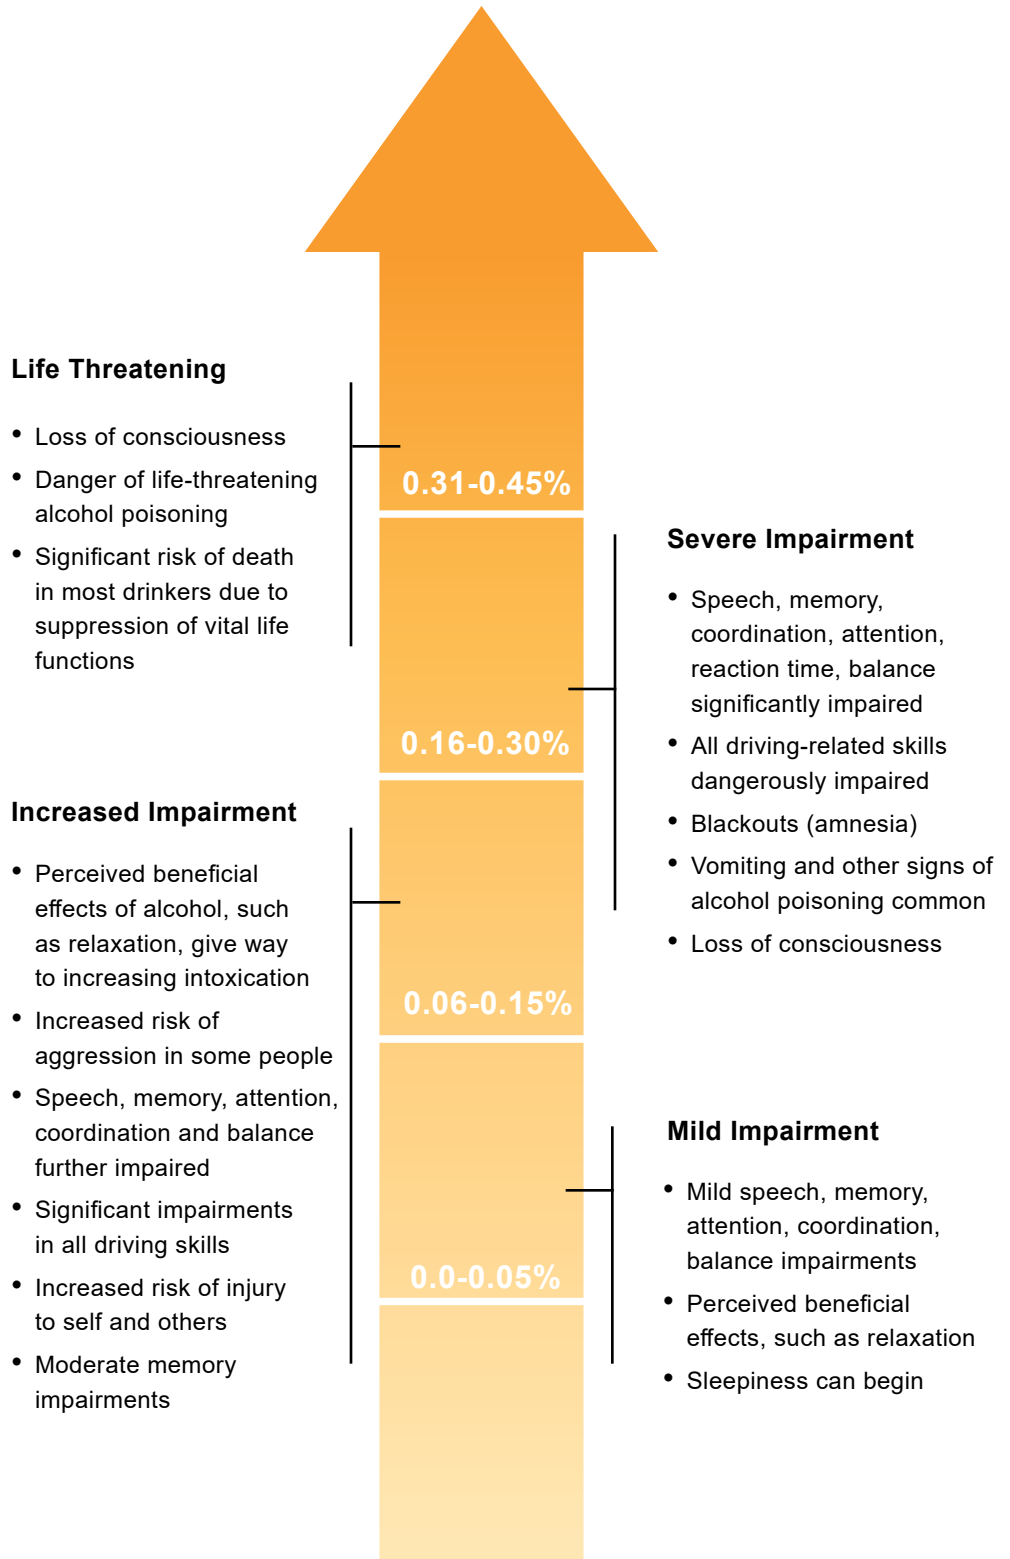 Life Threatening
• Loss of consciousness
• Danger of life-threatening
alcohol poisoning
• Significant risk of death
in most drinkers due to
suppression of vital life
functions
0.31-0.45%
Severe Impairment
• Speech, memory,
coordination, attention,
reaction time, balance
significantly impaired
• All driving-related skills
dangerously impaired
• Blackouts (amnesia)
• Vomiting and other signs of
alcohol poisoning common
• Loss of consciousness
0.16-0.30%
Increased Impairment
• Perceived beneficial
effects of alcohol, such
as relaxation, give way
to increasing intoxication
• Increased risk of
aggression in some people
• Speech, memory, attention,
coordination and balance
further impaired
• Significant impairments
in all driving skills
• Increased risk of injury
to self and others
• Moderate memory
impairments
0.06-0.15%
Mild Impairment
• Mild speech, memory,
attention, coordination,
balance impairments
• Perceived beneficial
effects, such as relaxation
• Sleepiness can begin
0.0-0.05%